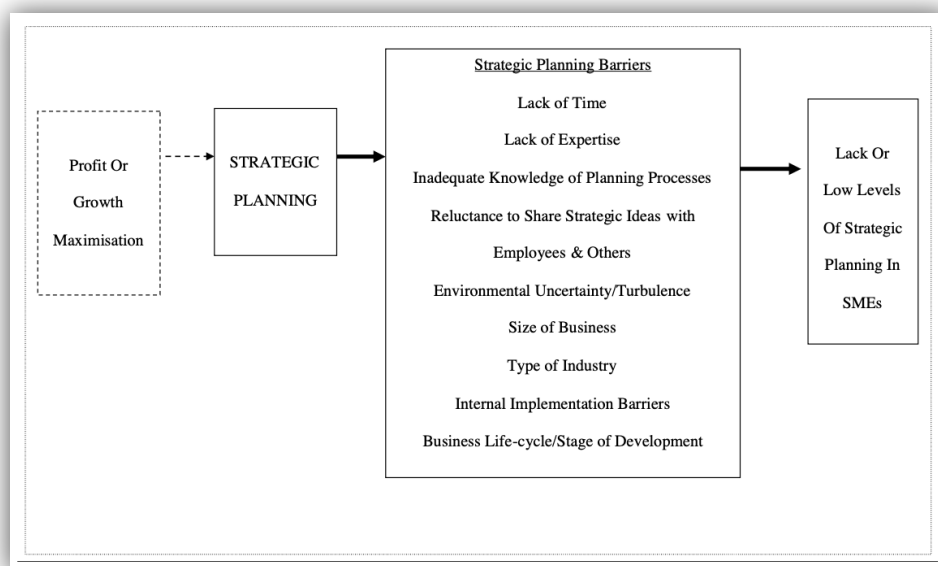 Profit Or
Growth
Maximisation
STRATEGIC
PLANNING
Strategic Planning Barriers
Lack of Time
Lack of Expertise
Inadequate Knowledge of Planning Processes
Reluctance to Share Strategic Ideas with
Employees & Others
Environmental Uncertainty/Turbulence
Size of Business
Type of Industry
Internal Implementation Barriers
Business Life-cycle/Stage of Development
Lack Or
Low Levels
Of Strategic
Planning In
SMEs